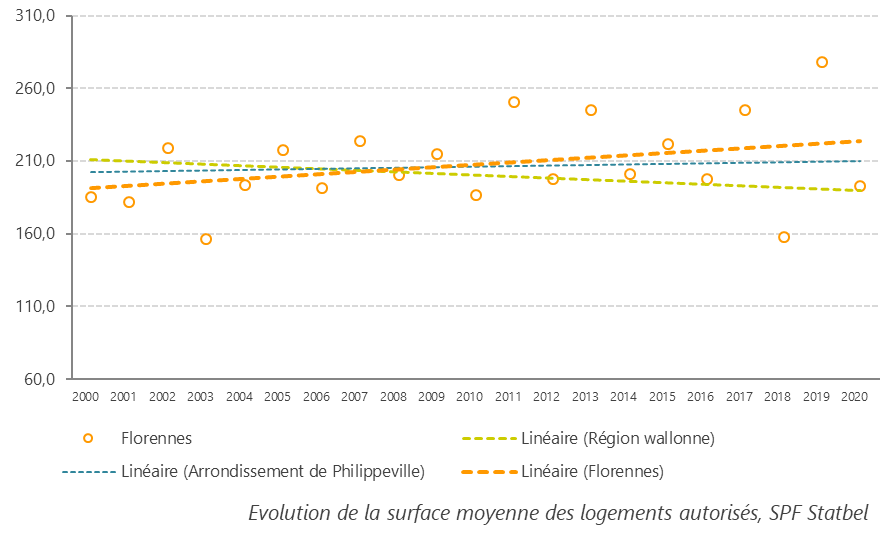 310,0
260,0
210,0
160,0
110,0
60,0
2000 2001 2002 2003 2004 2005 2006 2007 2008 2009 2010 2011 2012 2013 2014 2015 2016 2017 2018 2019 2020
Florennes Linéaire (Région wallonne)
Linéaire (Arrondissement de Philippeville) Linéaire (Florennes)
Evolution de la surface moyenne des logements autorisés, SPF Statbel